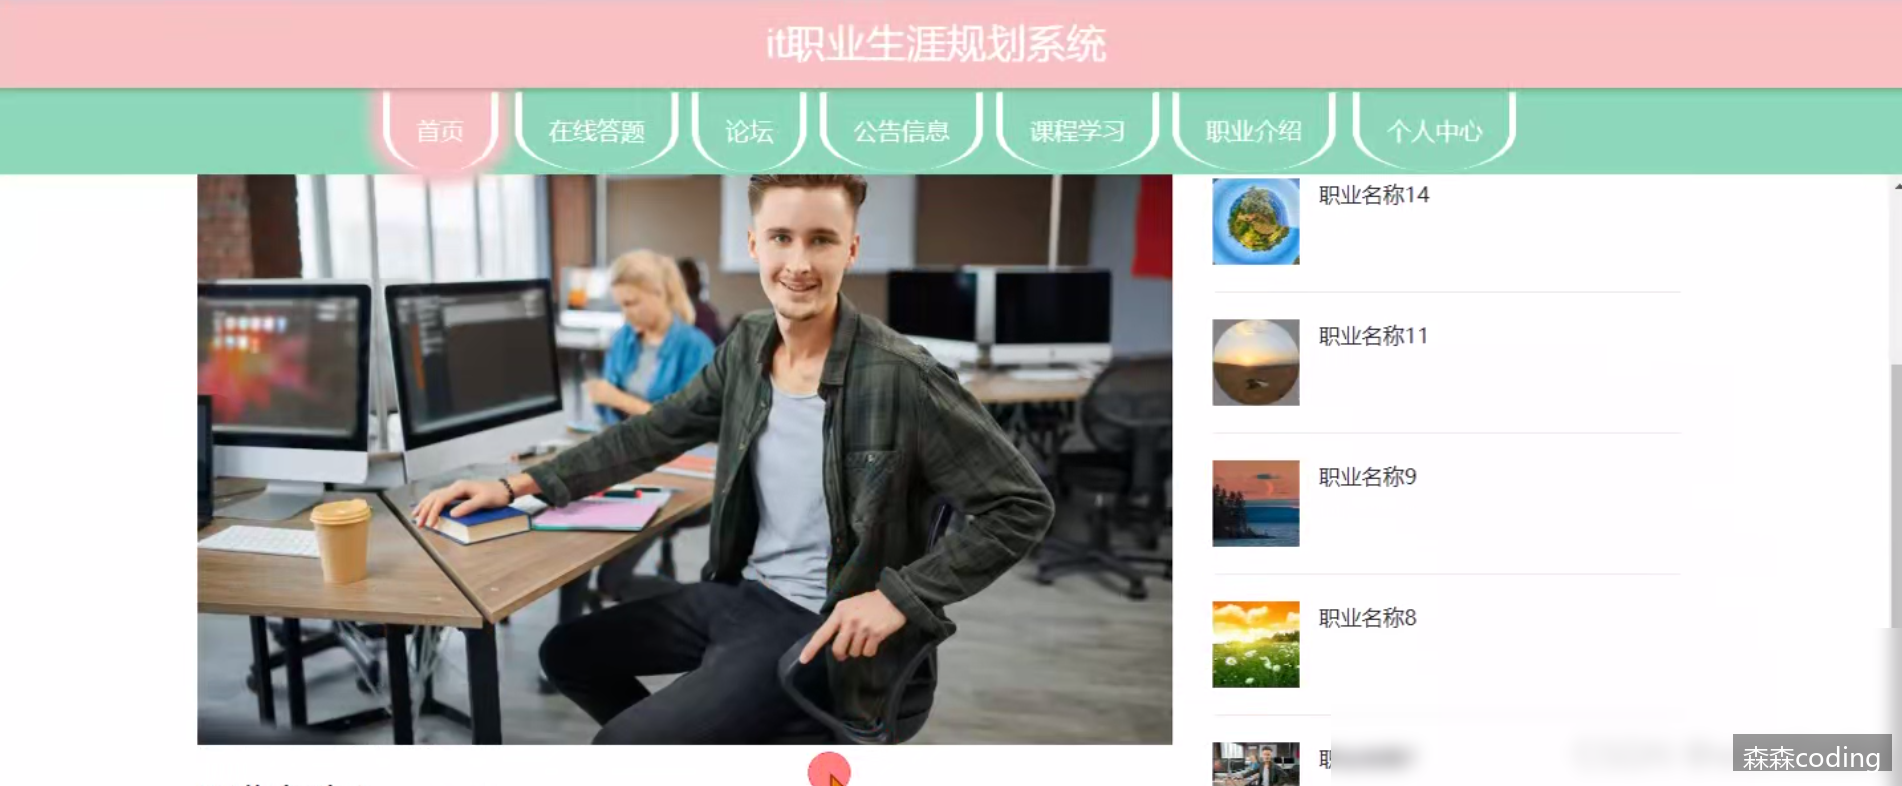 it职业生涯规划系统
首页 在线答题 论坛 公告信息 课程学习 职业介绍 个人中心
职业名称14
职业名称11
职业名称9
职业名称8
森森coding